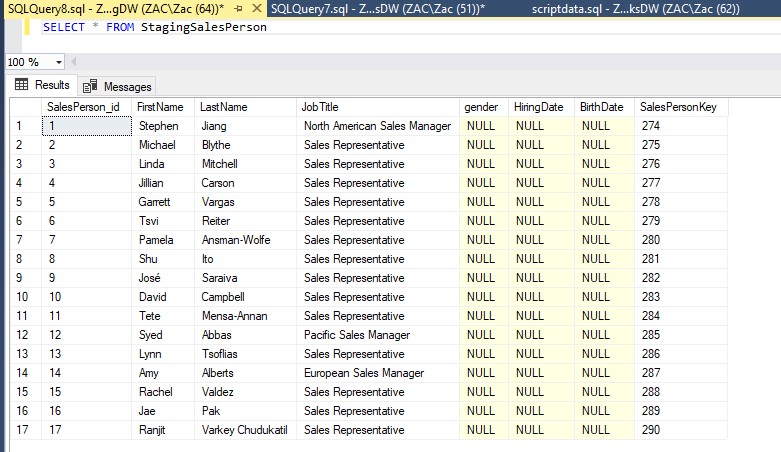 SQLQuery8.sql - Z...gDW (ZAC\Zac (64))* SQLQuery7.sql - Z...sDW (ZAC\Zac (51))* scriptdata.sql - Z...ksDW (ZAC\Zac (62))
SELECT * FROM StagingSalesPerson
100 %
Results Messages
SalesPerson_id FirstName LastName JobTitle gender HiringDate BirthDate SalesPersonKey
1 1 Stephen Jiang North American Sales Manager NULL NULL NULL 274
2 2 Michael Blythe Sales Representative NULL NULL NULL 275
3 3 Linda Mitchell Sales Representative NULL NULL NULL 276
4 4 Jillian Carson Sales Representative NULL NULL NULL 277
5 5 Garrett Vargas Sales Representative NULL NULL NULL 278
6 6 Tsvi Reiter Sales Representative NULL NULL NULL 279
7 7 Pamela Ansman-Wolfe Sales Representative NULL NULL NULL 280
8 8 Shu Ito Sales Representative NULL NULL NULL 281
9 9 José Saraiva Sales Representative NULL NULL NULL 282
10 10 David Campbell Sales Representative NULL NULL NULL 283
11 11 Tete Mensa-Annan Sales Representative NULL NULL NULL 284
12 12 Syed Abbas Pacific Sales Manager NULL NULL NULL 285
13 13 Lynn Tsoflias Sales Representative NULL NULL NULL 286
14 14 Amy Alberts European Sales Manager NULL NULL NULL 287
15 15 Rachel Valdez Sales Representative NULL NULL NULL 288
16 16 Jae Pak Sales Representative NULL NULL NULL 289
17 17 Ranjit Varkey Chudukatil Sales Representative NULL NULL NULL 290